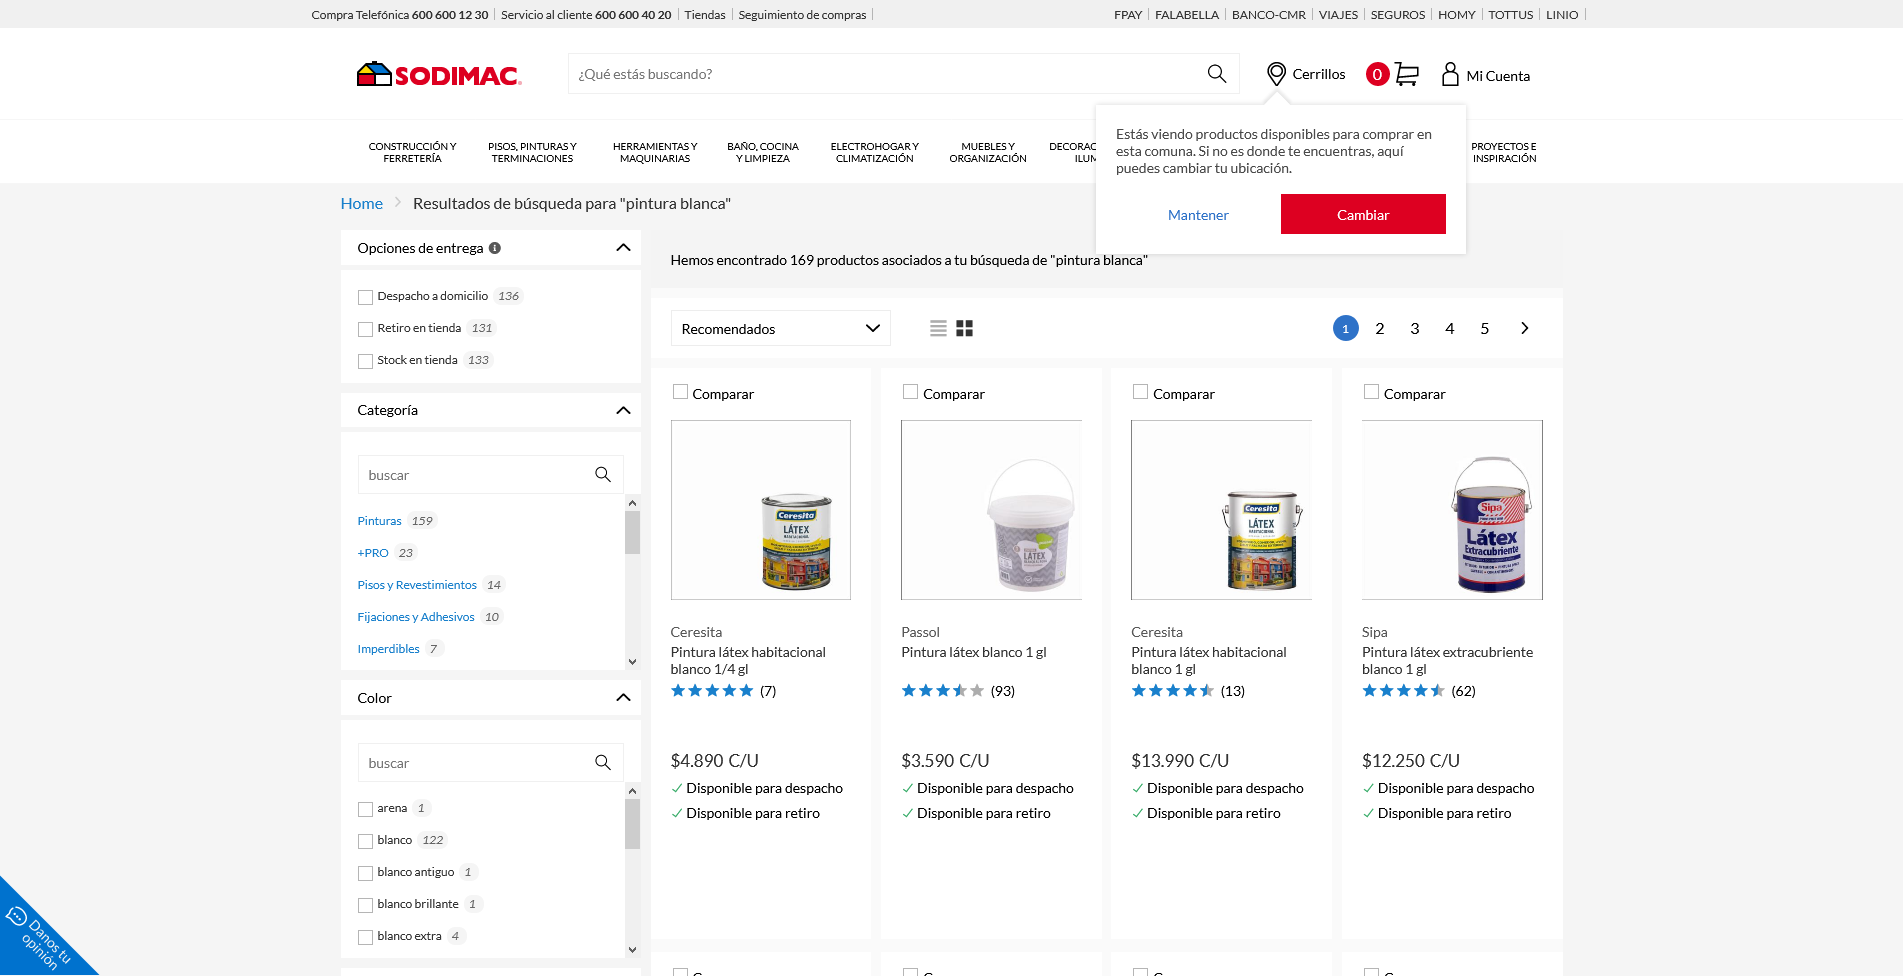 Compra Telefónica 600 600 12 30
Servicio al cliente 600 600 40 20
Tiendas
Seguimiento de compras
FPAY
FALABELLA
BANCO-CMR
VIAJES
SEGUROS
HOMY
TOTTUS
LINIO
SODIMAC
¿Qué estás buscando?
Cerrillos
0
Mi Cuenta
CONSTRUCCIÓN Y
FERRETERÍA
PISOS, PINTURAS Y
TERMINACIONES
HERRAMIENTAS Y
MAQUINARIAS
BAÑO, COCINA
Y LIMPIEZA
ELECTROHOGAR Y
CLIMATIZACIÓN
MUEBLES Y
ORGANIZACIÓN
DECORAC
ILUM
PROYECTOS E
INSPIRACIÓN
Estás viendo productos disponibles para comprar en
esta comuna. Si no es donde te encuentras, aquí
puedes cambiar tu ubicación.
Mantener
Cambiar
Home
Resultados de búsqueda para "pintura blanca"
Opciones de entrega
Despacho a domicilio 136
Retiro en tienda 131
Stock en tienda 133
Categoría
buscar
Pinturas 159
+PRO 23
Pisos y Revestimientos 14
Fijaciones y Adhesivos 10
Imperdibles 7
Color
buscar
arena 1
blanco 122
blanco antiguo 1
blanco brillante 1
blanco extra 4
Danos tu
opinión
Hemos encontrado 169 productos asociados a tu búsqueda de "pintura blanca"
Recomendados
1 2 3 4 5
Comparar
Ceresita
LÁTEX
HABITACIONAL
Ceresita
Pintura látex habitacional
blanco 1/4 gl
(7)
$4.890 C/U
Disponible para despacho
Disponible para retiro
Comparar
LÁTEX
Passol
Pintura látex blanco 1 gl
(93)
$3.590 C/U
Disponible para despacho
Disponible para retiro
Comparar
Ceresita
LÁTEX
HABITACIONAL
Ceresita
Pintura látex habitacional
blanco 1 gl
(13)
$13.990 C/U
Disponible para despacho
Disponible para retiro
Comparar
Sipa
Látex
Extracubriente
Sipa
Pintura látex extracubriente
blanco 1 gl
(62)
$12.250 C/U
Disponible para despacho
Disponible para retiro